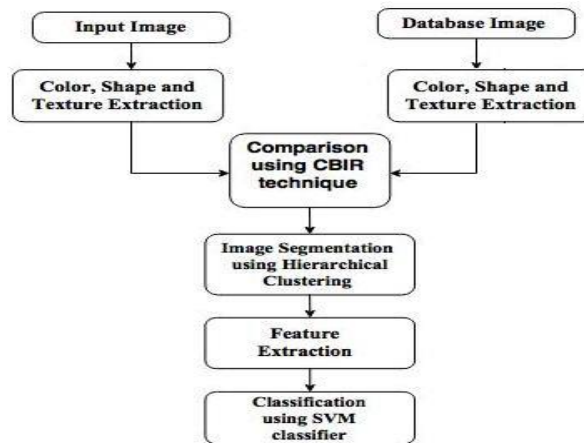 Input Image
Database Image
Color, Shape and
Texture Extraction
Color, Shape and
Texture Extraction
Comparison
using CBIR
technique
Image Segmentation
using Hierarchical
Clustering
Feature
Extraction
Classification
using SVM
classifier